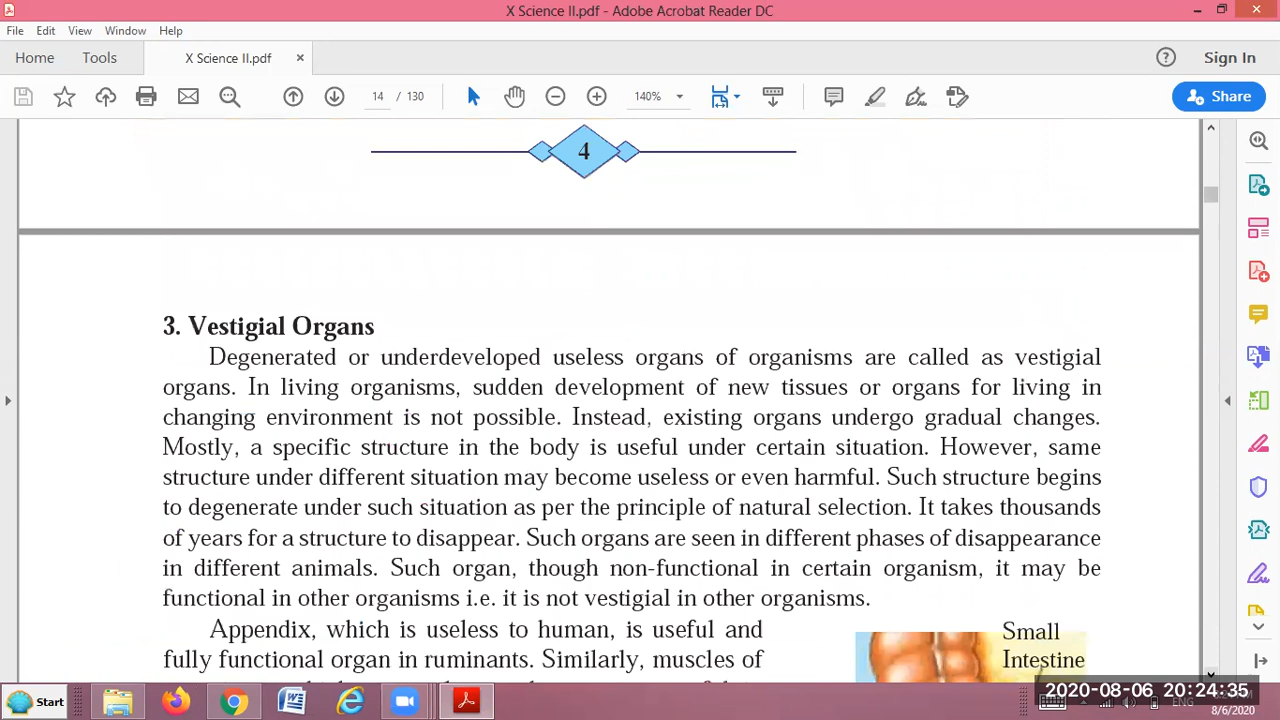 X Science II.pdf - Adobe Acrobat Reader DC
File Edit View Window Help
Home Tools X Science II.pdf × Sign In
14 / 130 140% Share
4
3. Vestigial Organs
Degenerated or underdeveloped useless organs of organisms are called as vestigial
organs. In living organisms, sudden development of new tissues or organs for living in
changing environment is not possible. Instead, existing organs undergo gradual changes.
Mostly, a specific structure in the body is useful under certain situation. However, same
structure under different situation may become useless or even harmful. Such structure begins
to degenerate under such situation as per the principle of natural selection. It takes thousands
of years for a structure to disappear. Such organs are seen in different phases of disappearance
in different animals. Such organ, though non-functional in certain organism, it may be
functional in other organisms i.e. it is not vestigial in other organisms.
Appendix, which is useless to human, is useful and
fully functional organ in ruminants. Similarly, muscles of
Small
Intestine
Start
2020-08-06 20:24:35
8/6/2020